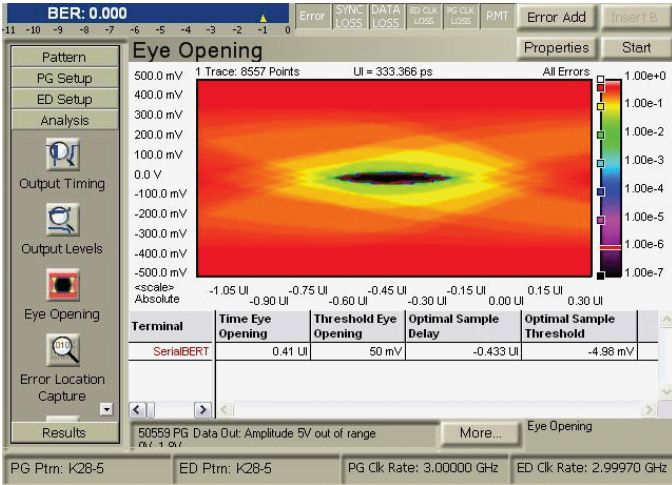 BER: 0.000
-11 -10 -9 -8 -7 -6 -5 -4 -3 -2 -1 0
Error
SYNC LOSS
DATA LOSS
ED CLK LOSS
PG CLK LOSS
RMT
Error Add
Insert B
Eye Opening
Properties
Start
Pattern
PG Setup
ED Setup
Analysis
Output Timing
Output Levels
Eye Opening
010
Error Location
Capture
Results
1 Trace: 8557 Points
UI = 333.366 ps
All Errors
500.0 mV
400.0 mV
300.0 mV
200.0 mV
100.0 mV
0.0 V
-100.0 mV
-200.0 mV
-300.0 mV
-400.0 mV
-500.0 mV
1.00e+0
1.00e-1
1.00e-2
1.00e-3
1.00e-4
1.00e-5
1.00e-6
1.00e-7
<scale>
Absolute
-1.05 UI -0.75 UI -0.45 UI -0.15 UI 0.15 UI
-0.90 UI -0.60 UI -0.30 UI 0.00 UI 0.30 UI
Terminal
Time Eye Opening
Threshold Eye Opening
Optimal Sample Delay
Optimal Sample Threshold
SerialBERT 0.41 UI 50 mV -0.433 UI -4.98 mV
50559 PG Data Out: Amplitude 5V out of range
More...
Eye Opening
PG Ptrn: K28-5
ED Ptrn: K28-5
PG Clk Rate: 3.00000 GHz
ED Clk Rate: 2.99970 GHz